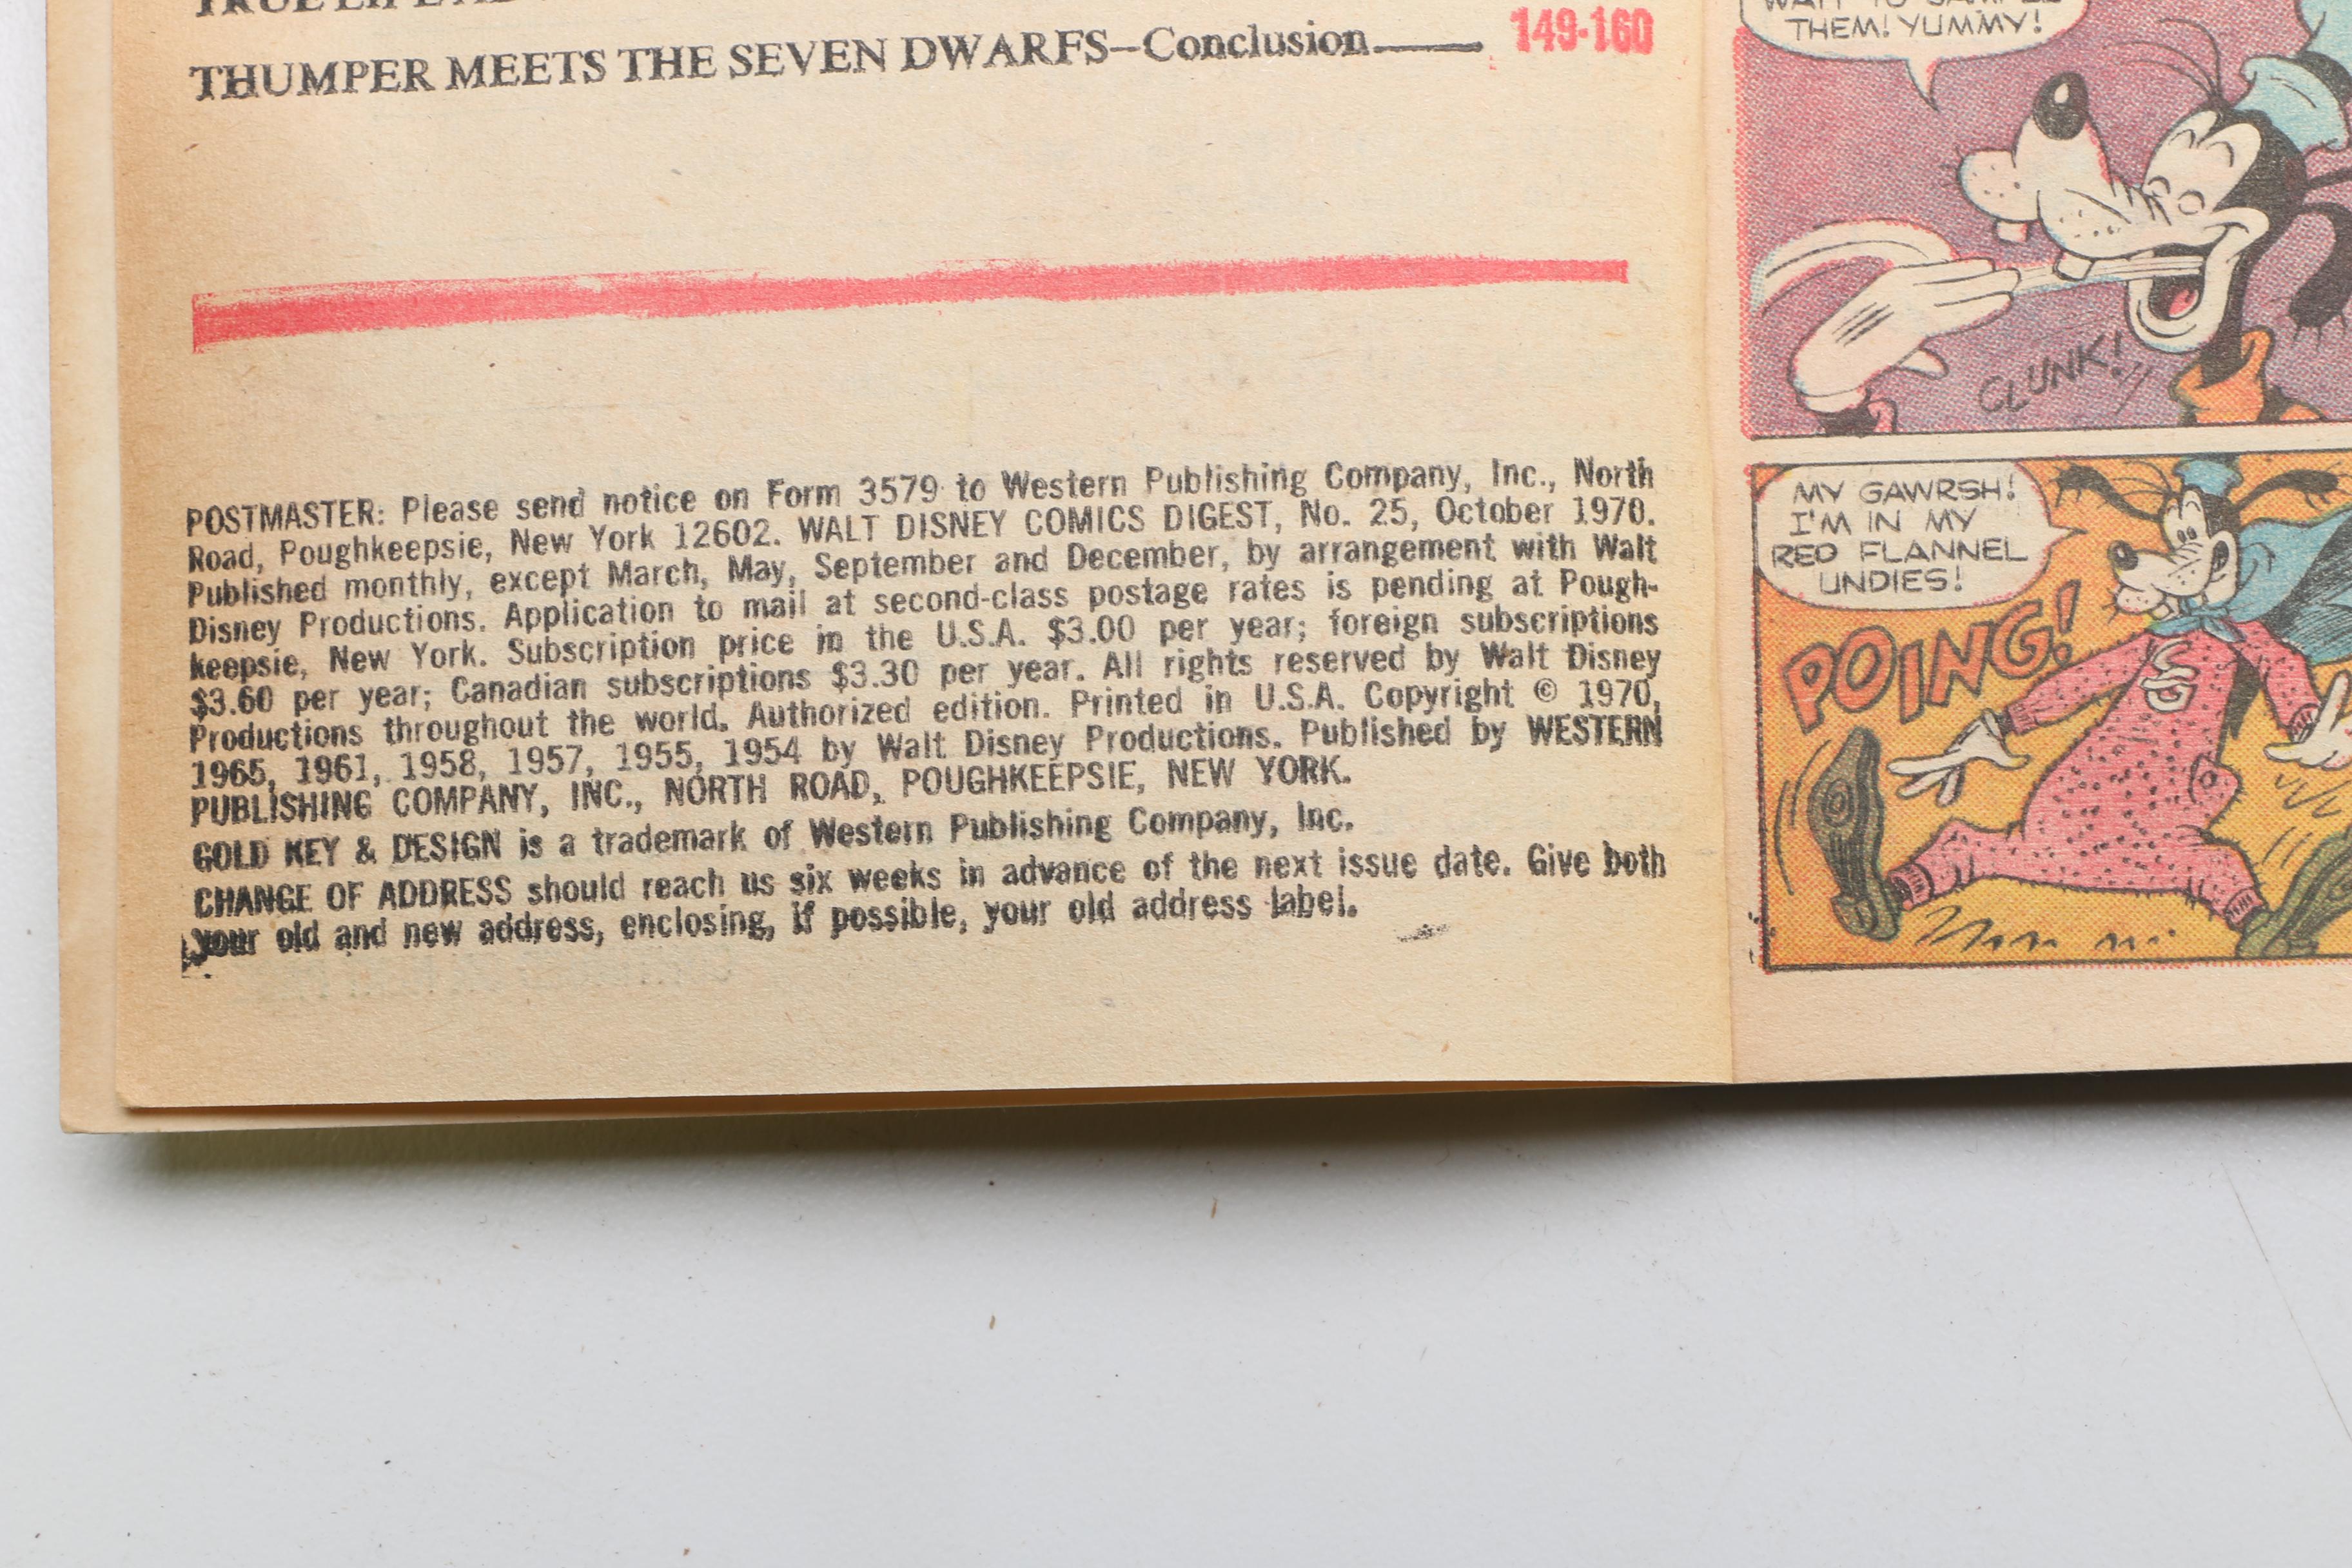 THUMPER MEETS THE SEVEN DWARFS—Conclusion 149-160
POSTMASTER: Please send notice on Form 3579 to Western Publishing Company, Inc., North
Road, Poughkeepsie, New York 12602. WALT DISNEY COMICS DIGEST, No. 25, October 1970.
Published monthly, except March, May, September and December, by arrangement with Walt
Disney Productions. Application to mail at second-class postage rates is pending at Pough-
keepsie, New York. Subscription price in the U.S.A. $3.00 per year; foreign subscriptions
$3.60 per year; Canadian subscriptions $3.30 per year. All rights reserved by Walt Disney
Productions throughout the world. Authorized edition. Printed in U.S.A. Copyright © 1970,
1965, 1961, 1958, 1957, 1955, 1954 by Walt Disney Productions. Published by WESTERN
PUBLISHING COMPANY, INC., NORTH ROAD, POUGHKEEPSIE, NEW YORK.
GOLD KEY & DESIGN is a trademark of Western Publishing Company, Inc.
CHANGE OF ADDRESS should reach us six weeks in advance of the next issue date. Give both
your old and new address, enclosing, if possible, your old address label.
THEM! YUMMY!
CLUNK!
MY GAWRSH!
I'M IN MY
RED FLANNEL
UNDIES!
POING!